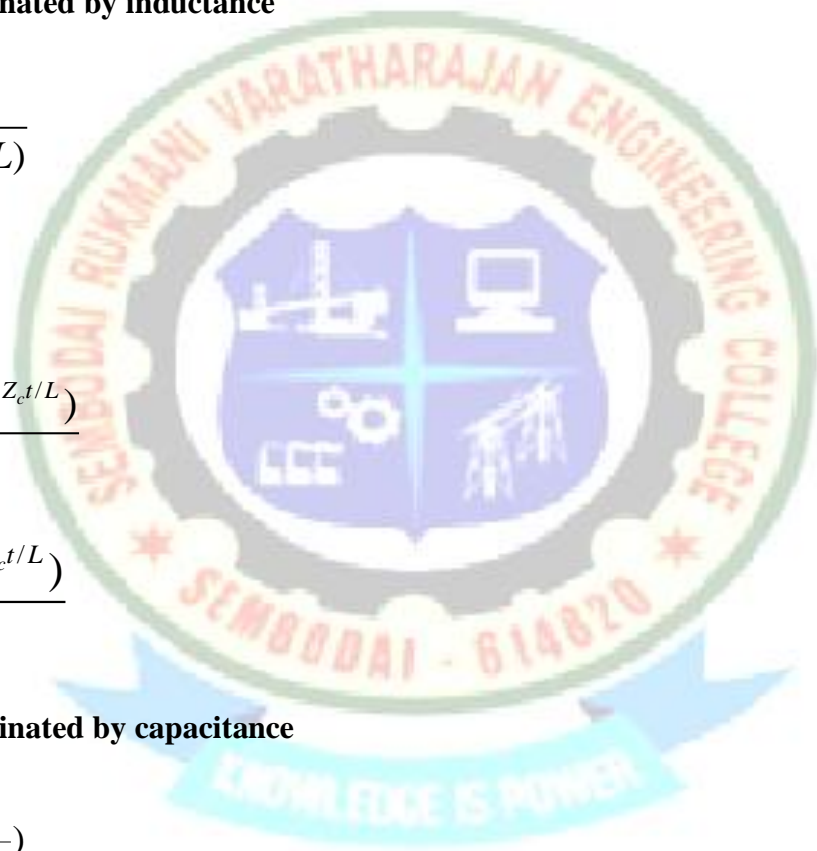 nated by inductance
L)
Z_c t/L)
c t/L)
SEMBODAI RUKMANI VARATHARAJAN ENGINEERING COLLEGE
SEMBODAI - 614820
inated by capacitance
KNOWLEDGE IS POWER
–)